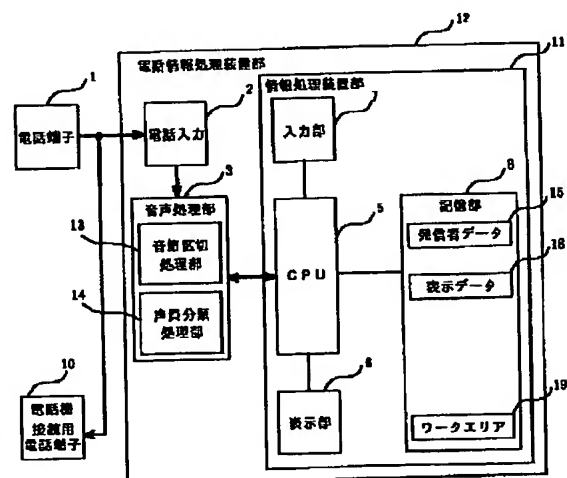 12
電話情報処理装置部
11
情報処理装置部
1
電話端子
2
電話入力
7
入力部
3
音声処理部
13
音節区切
処理部
14
声質分類
処理部
5
CPU
8
記憶部
15
発信者データ
18
表示データ
19
ワークエリア
6
表示部
10
電話機
接続用
電話端子